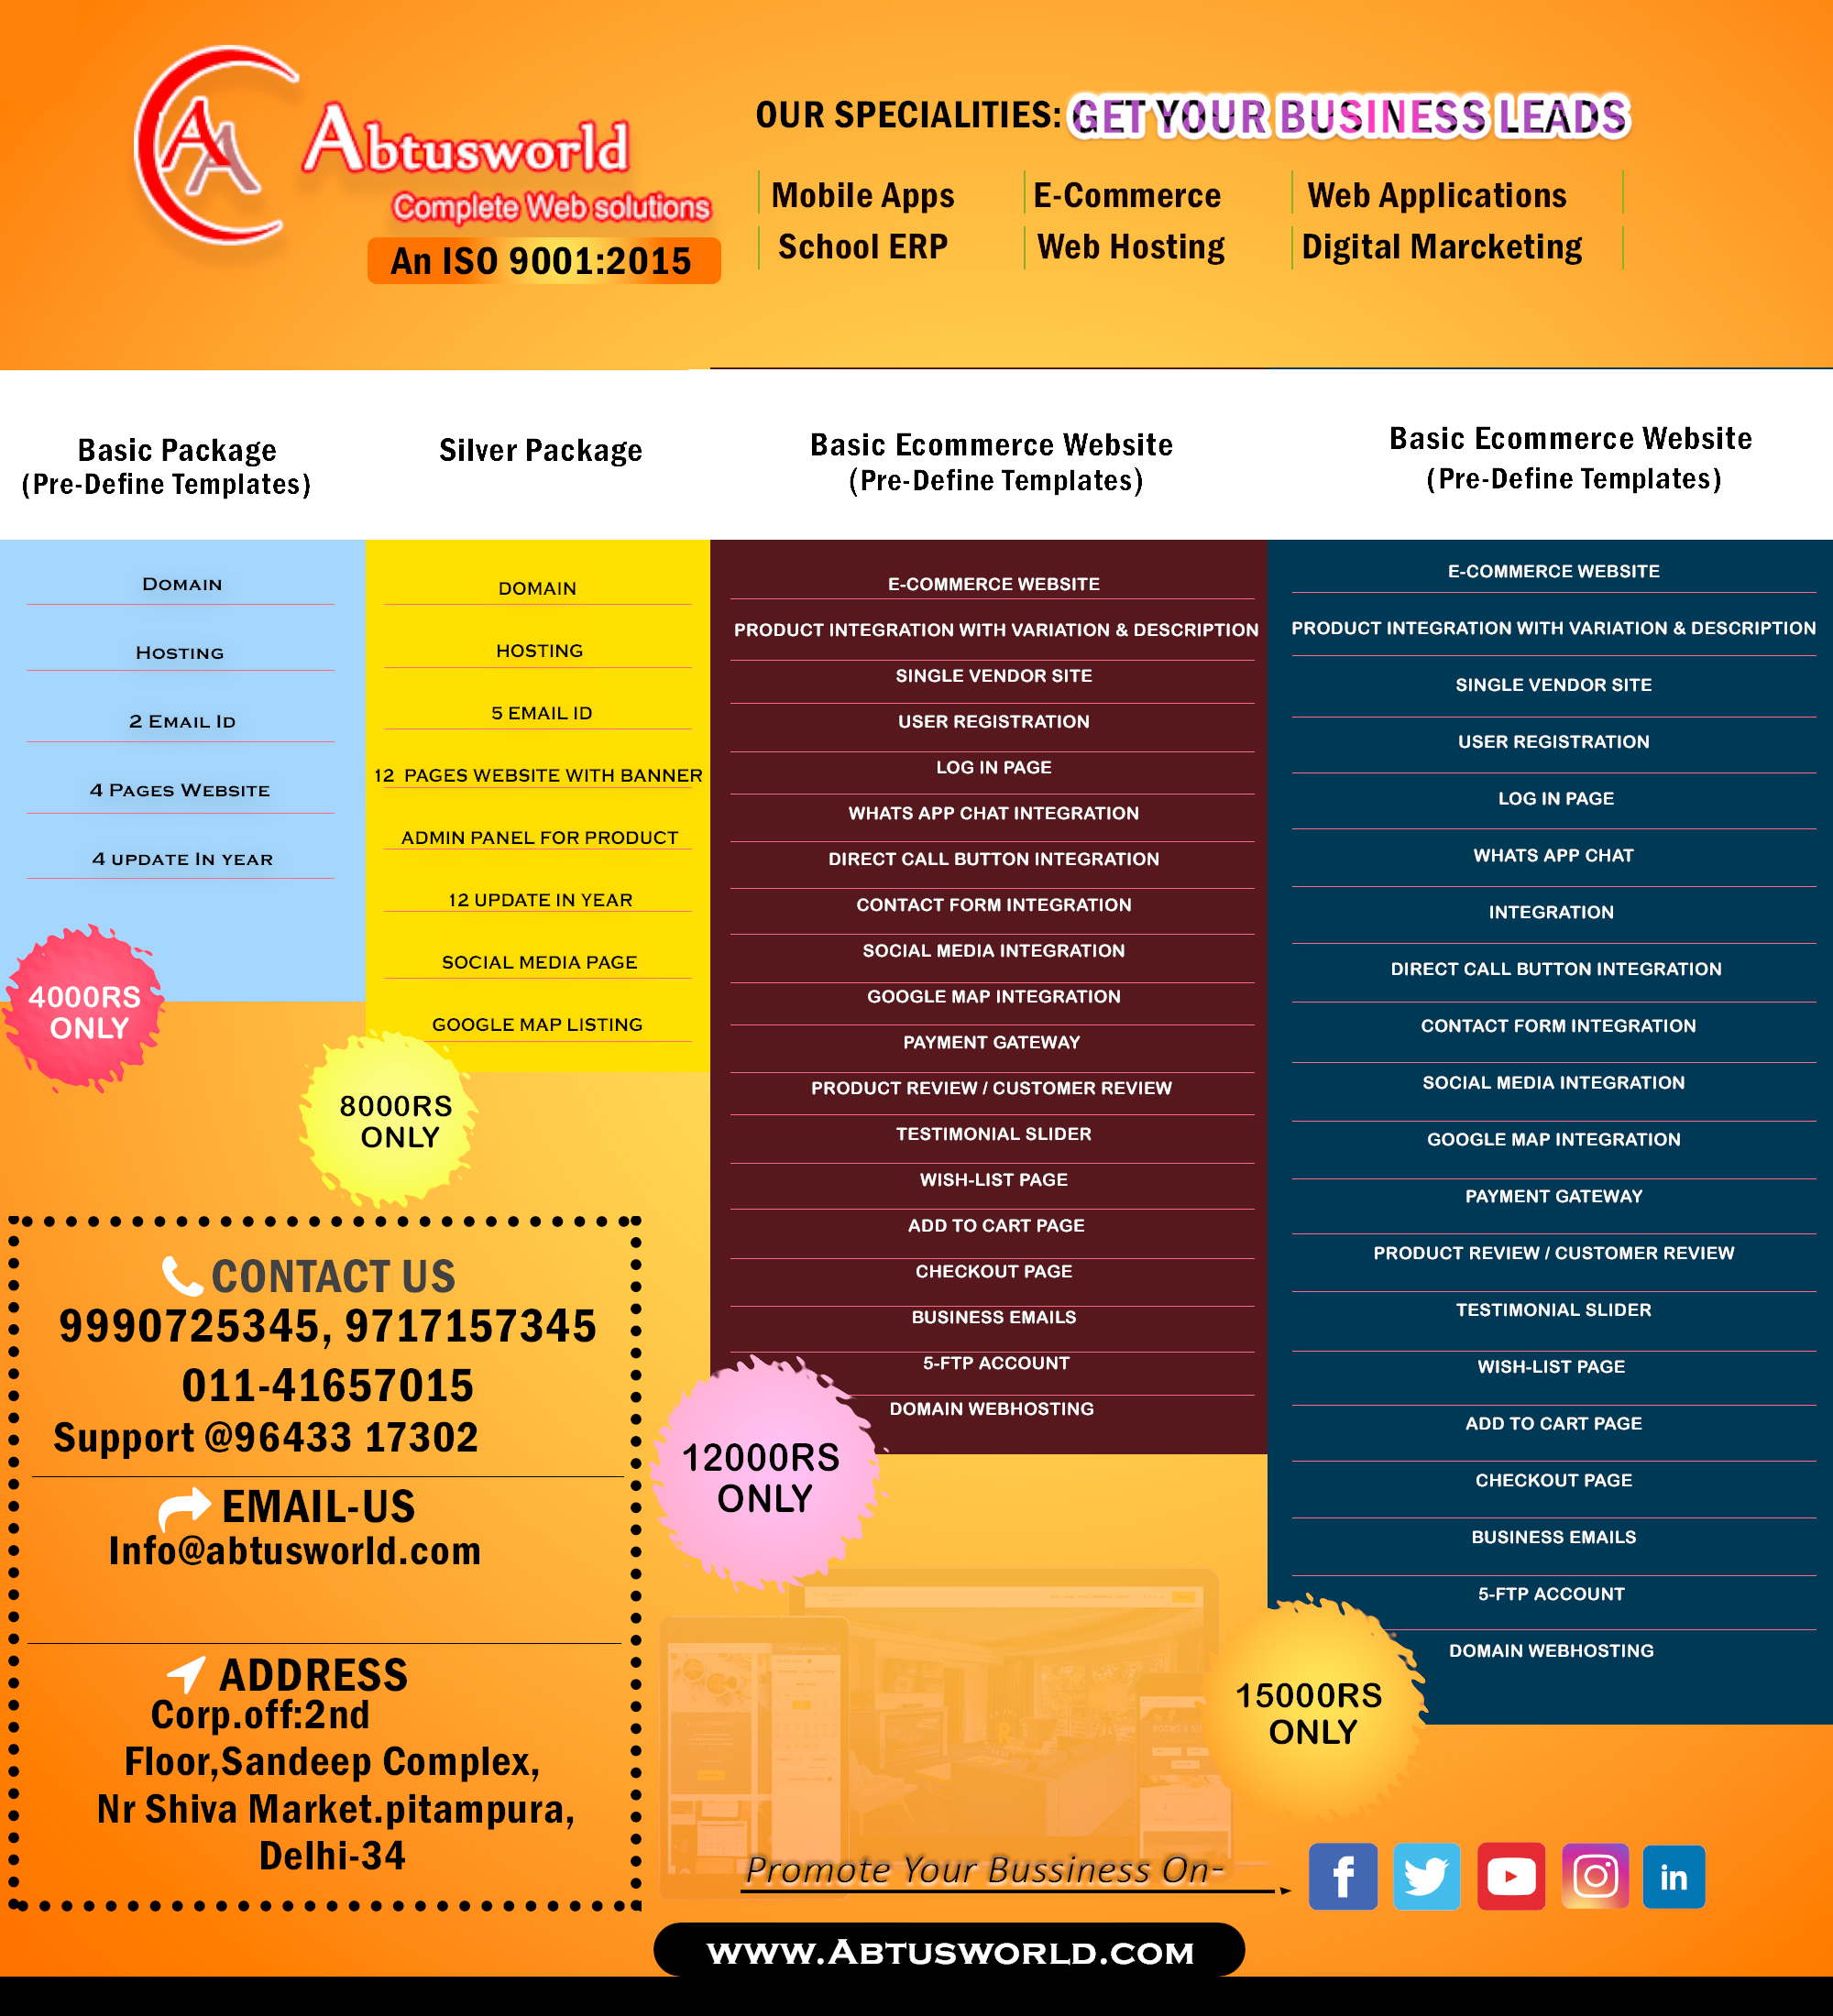 Abtusworld
Complete Web solutions
An ISO 9001:2015
OUR SPECIALITIES: GET YOUR BUSINESS LEADS
Mobile Apps
E-Commerce
Web Applications
School ERP
Web Hosting
Digital Marcketing
Basic Package
(Pre-Define Templates)
Domain
Hosting
2 Email Id
4 Pages Website
4 update In year
4000RS
ONLY
Silver Package
DOMAIN
HOSTING
5 EMAIL ID
12 PAGES WEBSITE WITH BANNER
ADMIN PANEL FOR PRODUCT
12 UPDATE IN YEAR
SOCIAL MEDIA PAGE
GOOGLE MAP LISTING
8000RS
ONLY
Basic Ecommerce Website
(Pre-Define Templates)
E-COMMERCE WEBSITE
PRODUCT INTEGRATION WITH VARIATION & DESCRIPTION
SINGLE VENDOR SITE
USER REGISTRATION
LOG IN PAGE
WHATS APP CHAT INTEGRATION
DIRECT CALL BUTTON INTEGRATION
CONTACT FORM INTEGRATION
SOCIAL MEDIA INTEGRATION
GOOGLE MAP INTEGRATION
PAYMENT GATEWAY
PRODUCT REVIEW / CUSTOMER REVIEW
TESTIMONIAL SLIDER
WISH-LIST PAGE
ADD TO CART PAGE
CHECKOUT PAGE
BUSINESS EMAILS
5-FTP ACCOUNT
DOMAIN WEBHOSTING
12000RS
ONLY
Basic Ecommerce Website
(Pre-Define Templates)
E-COMMERCE WEBSITE
PRODUCT INTEGRATION WITH VARIATION & DESCRIPTION
SINGLE VENDOR SITE
USER REGISTRATION
LOG IN PAGE
WHATS APP CHAT
INTEGRATION
DIRECT CALL BUTTON INTEGRATION
CONTACT FORM INTEGRATION
SOCIAL MEDIA INTEGRATION
GOOGLE MAP INTEGRATION
PAYMENT GATEWAY
PRODUCT REVIEW / CUSTOMER REVIEW
TESTIMONIAL SLIDER
WISH-LIST PAGE
ADD TO CART PAGE
CHECKOUT PAGE
BUSINESS EMAILS
5-FTP ACCOUNT
DOMAIN WEBHOSTING
15000RS
ONLY
CONTACT US
9990725345, 9717157345
011-41657015
Support @96433 17302
EMAIL-US
Info@abtusworld.com
ADDRESS
Corp.off:2nd
Floor,Sandeep Complex,
Nr Shiva Market.pitampura,
Delhi-34
Promote Your Bussiness On-
www.Abtusworld.com